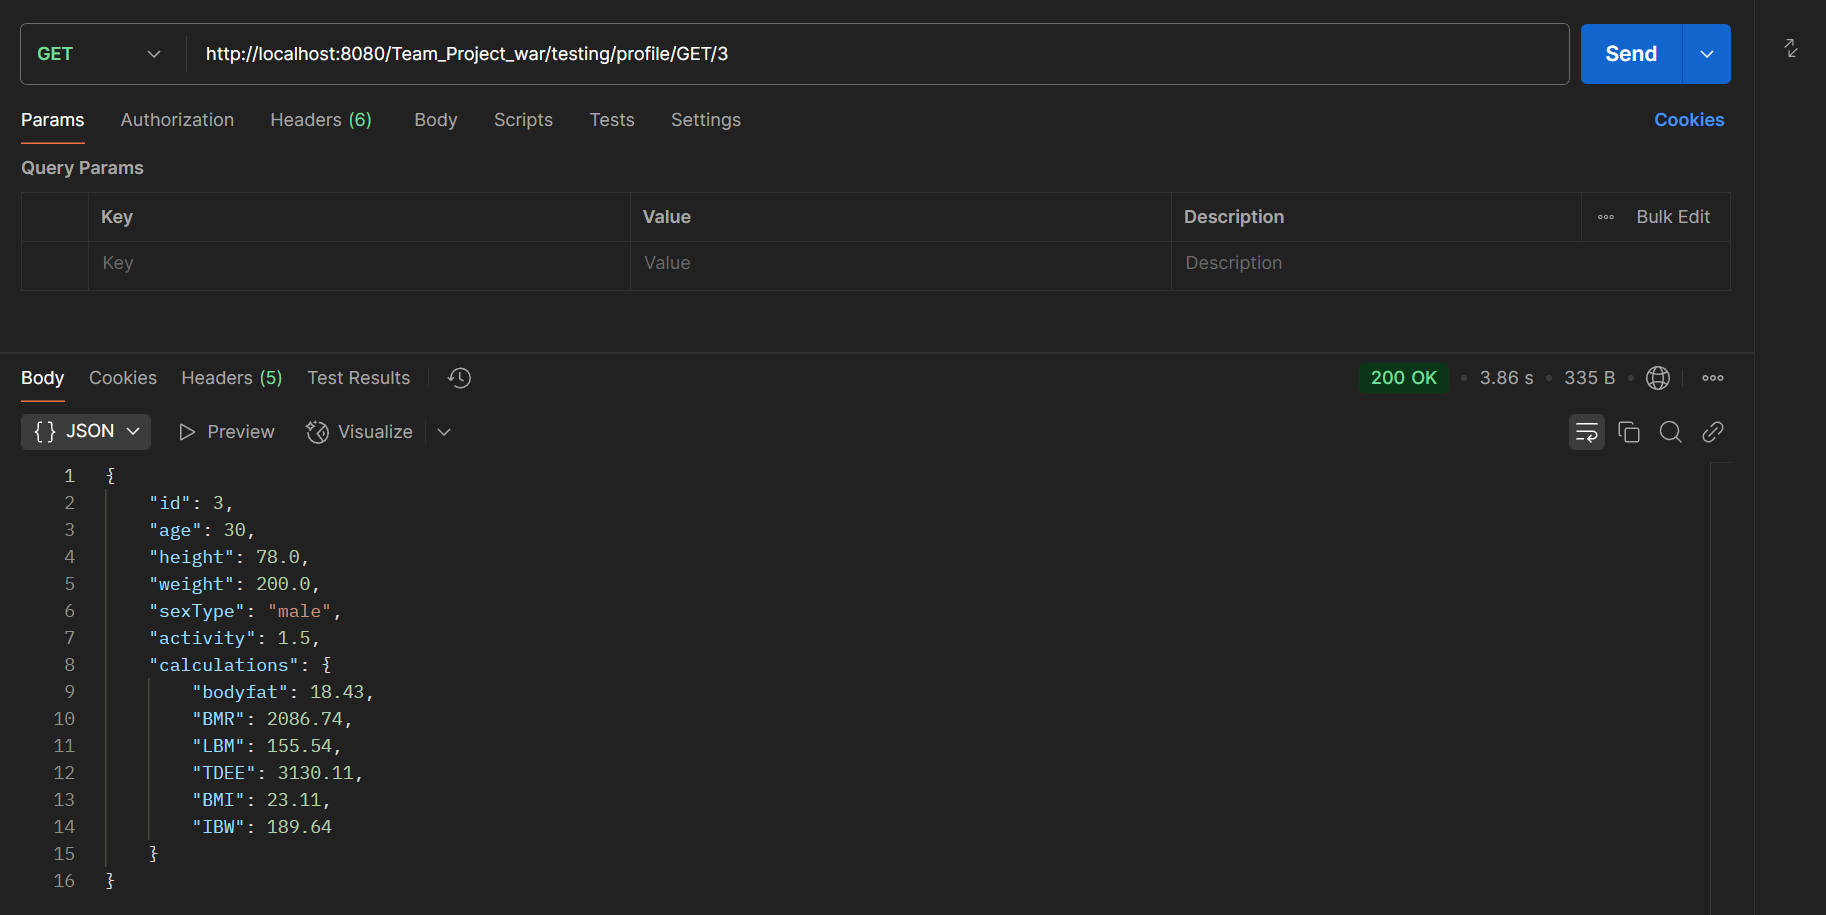 GET http://localhost:8080/Team_Project_war/testing/profile/GET/3 Send
Params Authorization Headers (6) Body Scripts Tests Settings Cookies
Query Params
Key Value Description Bulk Edit
Key Value Description
Body Cookies Headers (5) Test Results 200 OK • 3.86 s • 335 B •
{} JSON Preview Visualize
1 {
2 "id": 3,
3 "age": 30,
4 "height": 78.0,
5 "weight": 200.0,
6 "sexType": "male",
7 "activity": 1.5,
8 "calculations": {
9 "bodyfat": 18.43,
10 "BMR": 2086.74,
11 "LBM": 155.54,
12 "TDEE": 3130.11,
13 "BMI": 23.11,
14 "IBW": 189.64
15 }
16 }